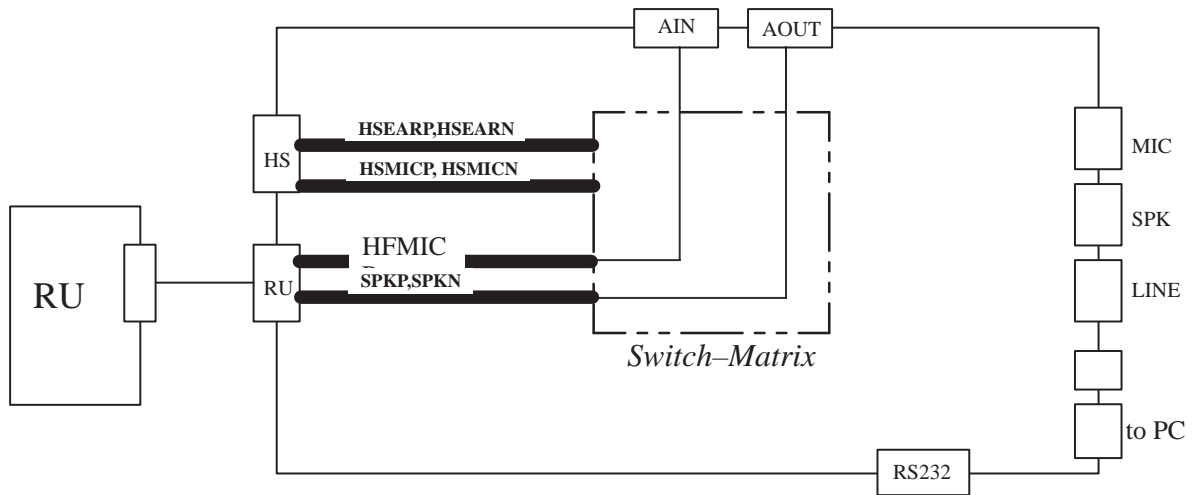 AIN
AOUT
HSEARP,HSEARN
HS
HSMICP, HSMICN
MIC
SPK
HFMIC
SPKP,SPKN
RU
RU
LINE
Switch–Matrix
to PC
RS232